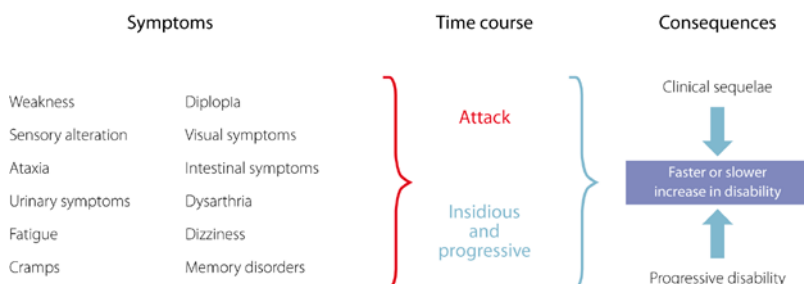 Symptoms
Time course
Consequences
Weakness
Diplopia
Sensory alteration
Visual symptoms
Ataxia
Intestinal symptoms
Urinary symptoms
Dysarthria
Fatigue
Dizziness
Cramps
Memory disorders
Attack
Insidious
and
progressive
Clinical sequelae
Faster or slower
increase in disability
Progressive disability